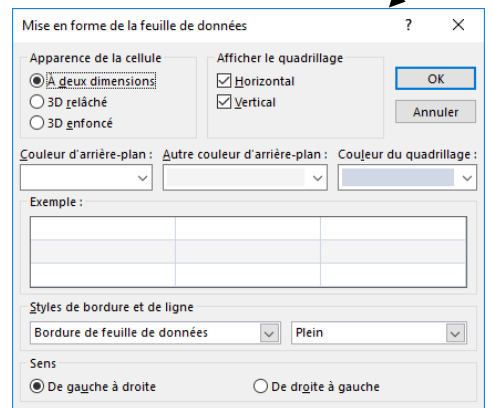 Mise en forme de la feuille de données ? ×
Apparence de la cellule
À deux dimensions
3D relâché
3D enfoncé
Afficher le quadrillage
Horizontal
Vertical
OK
Annuler
Couleur d'arrière-plan : Autre couleur d'arrière-plan : Couleur du quadrillage :
Exemple :
Styles de bordure et de ligne
Bordure de feuille de données Plein
Sens
De gauche à droite De droite à gauche